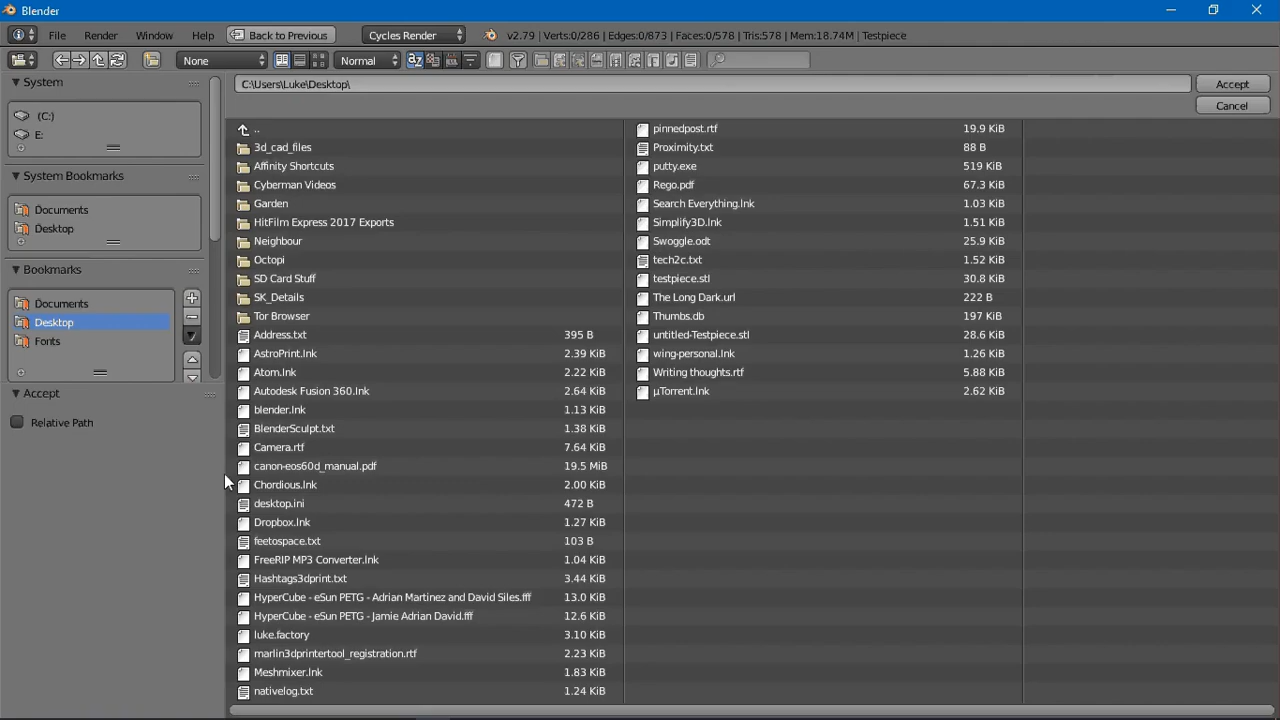 Blender
File Render Window Help Back to Previous Cycles Render v2.79 | Verts:0/286 | Edges:0/873 | Faces:0/578 | Tris:578 | Mem:18.74M | Testpiece
None Normal
System
(C:)
E:
System Bookmarks
Documents
Desktop
Bookmarks
Documents
Desktop
Fonts
Accept
Relative Path
C:\Users\Luke\Desktop\
Accept
Cancel
..
3d_cad_files
Affinity Shortcuts
Cyberman Videos
Garden
HitFilm Express 2017 Exports
Neighbour
Octopi
SD Card Stuff
SK_Details
Tor Browser
Address.txt 395 B
AstroPrint.lnk 2.39 KiB
Atom.lnk 2.22 KiB
Autodesk Fusion 360.lnk 2.64 KiB
blender.lnk 1.13 KiB
BlenderSculpt.txt 1.38 KiB
Camera.rtf 7.64 KiB
canon-eos60d_manual.pdf 19.5 MiB
Chordious.lnk 2.00 KiB
desktop.ini 472 B
Dropbox.lnk 1.27 KiB
feetospace.txt 103 B
FreeRIP MP3 Converter.lnk 1.04 KiB
Hashtags3dprint.txt 3.44 KiB
HyperCube - eSun PETG - Adrian Martinez and David Siles.fff 13.0 KiB
HyperCube - eSun PETG - Jamie Adrian David.fff 12.6 KiB
luke.factory 3.10 KiB
marlin3dprintertool_registration.rtf 2.23 KiB
Meshmixer.lnk 1.83 KiB
nativelog.txt 1.24 KiB
pinnedpost.rtf 19.9 KiB
Proximity.txt 88 B
putty.exe 519 KiB
Rego.pdf 67.3 KiB
Search Everything.lnk 1.03 KiB
Simplify3D.lnk 1.51 KiB
Swoggle.odt 25.9 KiB
tech2c.txt 1.52 KiB
testpiece.stl 30.8 KiB
The Long Dark.url 222 B
Thumbs.db 197 KiB
untitled-Testpiece.stl 28.6 KiB
wing-personal.lnk 1.26 KiB
Writing thoughts.rtf 5.88 KiB
µTorrent.lnk 2.62 KiB